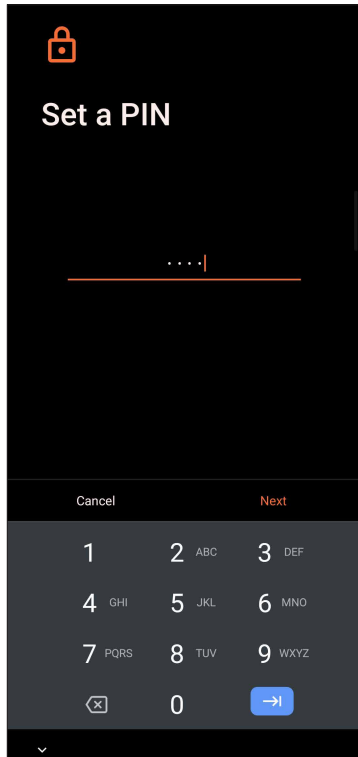 Set a PIN
••••
Cancel Next
1 2 ABC 3 DEF
4 GHI 5 JKL 6 MNO
7 PQRS 8 TUV 9 WXYZ
0